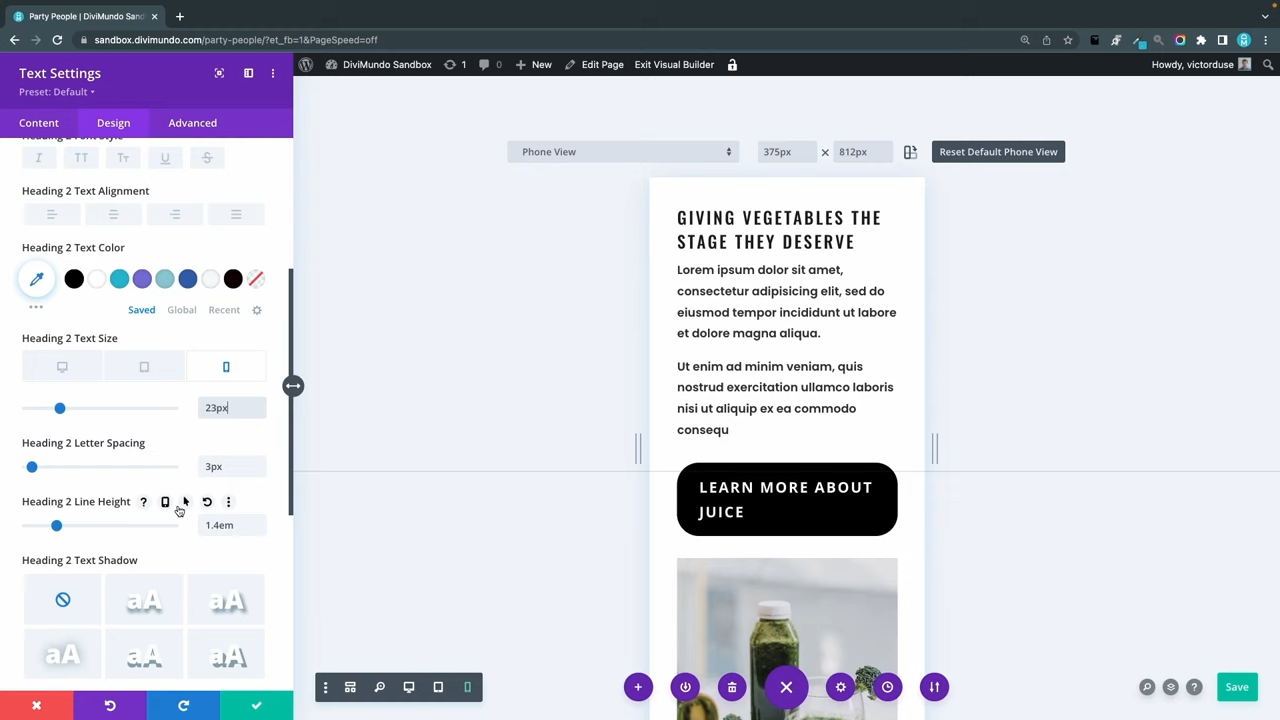 Party People | DiviMundo Sand
sandbox.divimundo.com/party-people/?et_fb=1&PageSpeed=off
DiviMundo Sandbox 1 0 New Edit Page Exit Visual Builder Howdy, victorduse
Text Settings
Preset: Default
Content Design Advanced
TT Tт U S
Heading 2 Text Alignment
Heading 2 Text Color
Saved Global Recent
Heading 2 Text Size
23px
Heading 2 Letter Spacing
3px
Heading 2 Line Height
1.4em
Heading 2 Text Shadow
aA aA
aA aA aA
Phone View 375px x 812px Reset Default Phone View
GIVING VEGETABLES THE
STAGE THEY DESERVE
Lorem ipsum dolor sit amet,
consectetur adipisicing elit, sed do
eiusmod tempor incididunt ut labore
et dolore magna aliqua.
Ut enim ad minim veniam, quis
nostrud exercitation ullamco laboris
nisi ut aliquip ex ea commodo
consequ
LEARN MORE ABOUT
JUICE
Save